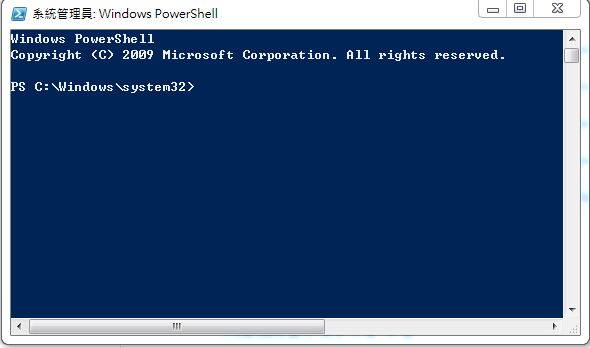 系統管理員: Windows PowerShell
Windows PowerShell
Copyright (C) 2009 Microsoft Corporation. All rights reserved.
PS C:\Windows\system32>